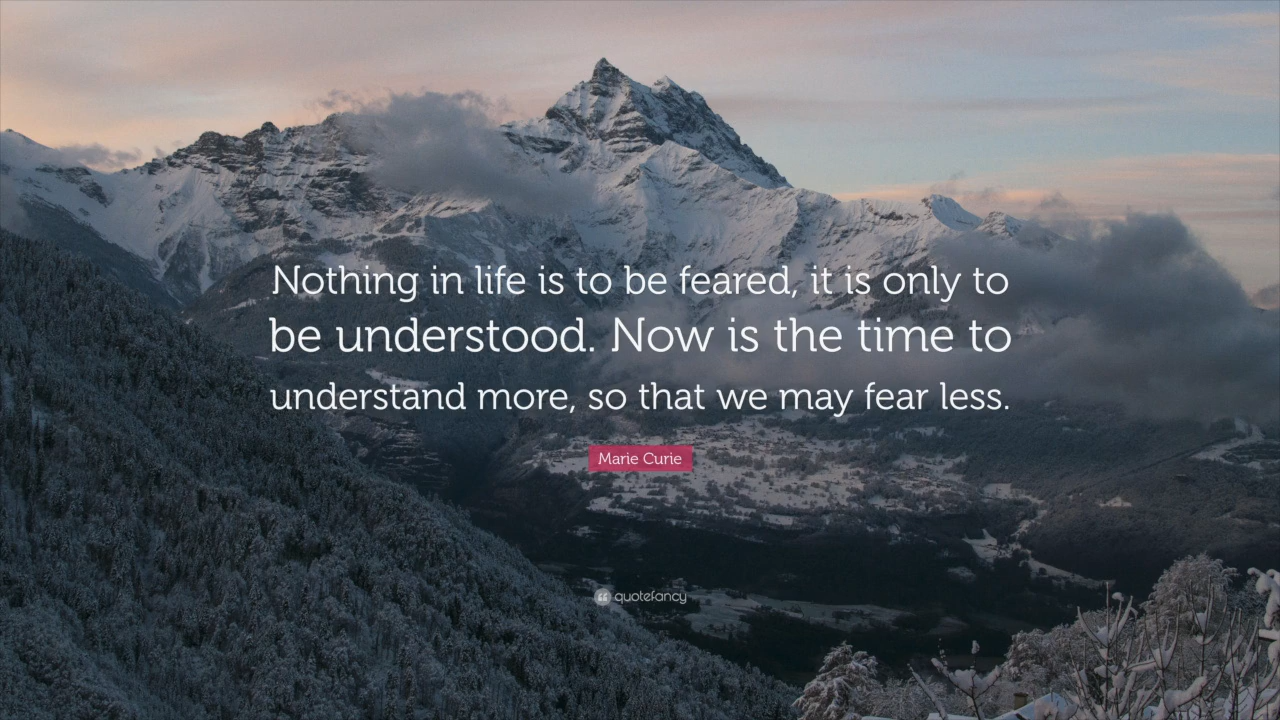 Nothing in life is to be feared, it is only to
be understood. Now is the time to
understand more, so that we may fear less.
Marie Curie
quotefancy